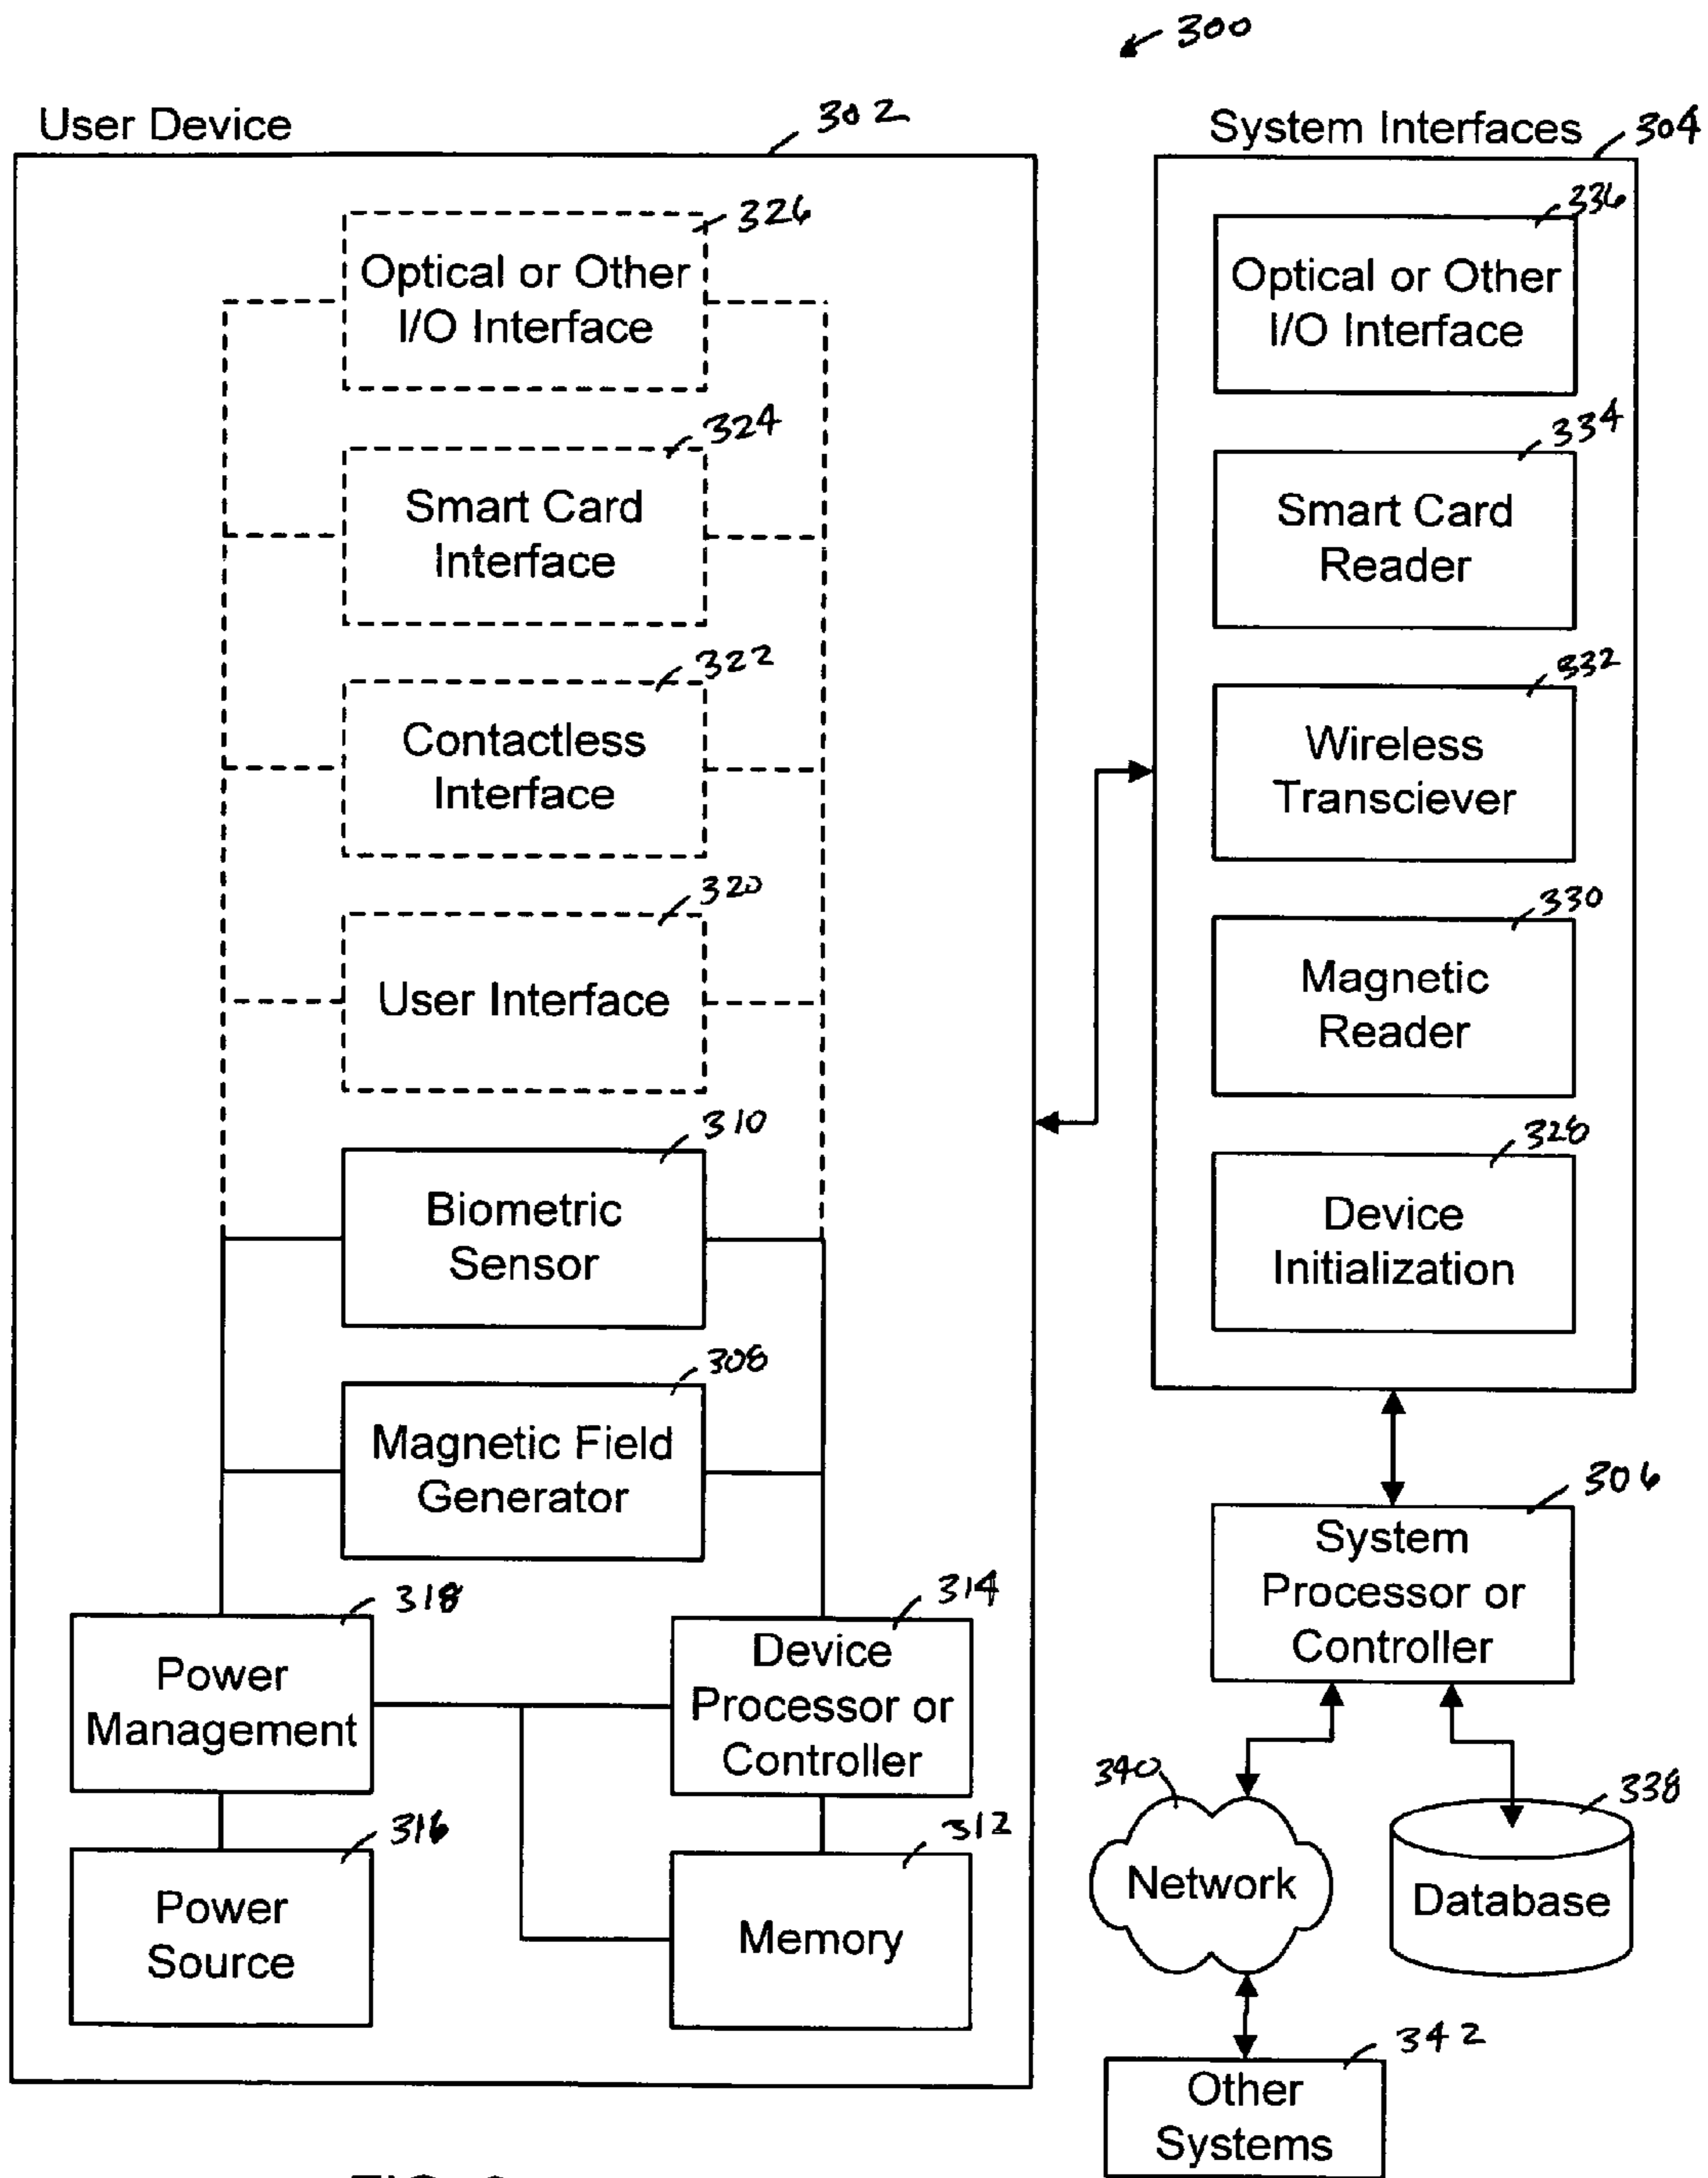 300
User Device
302
System Interfaces
304
326
Optical or Other
I/O Interface
324
Smart Card
Interface
322
Contactless
Interface
320
User Interface
310
Biometric
Sensor
308
Magnetic Field
Generator
318
Power
Management
314
Device
Processor or
Controller
316
Power
Source
312
Memory
336
Optical or Other
I/O Interface
334
Smart Card
Reader
332
Wireless
Transciever
330
Magnetic
Reader
328
Device
Initialization
306
System
Processor or
Controller
340
Network
338
Database
342
Other
Systems